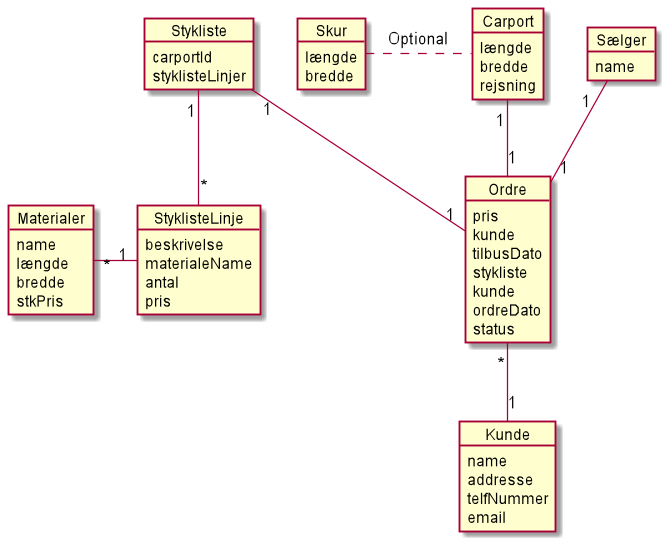 Stykliste
carportId
styklisteLinjer
Skur
længde
bredde
Optional
Carport
længde
bredde
rejsning
Sælger
name
1
1
1
1
1
1
1
*
Materialer
name
længde
bredde
stkPris
*
1
StyklisteLinje
beskrivelse
materialeName
antal
pris
Ordre
pris
kunde
tilbusDato
stykliste
kunde
ordreDato
status
*
1
Kunde
name
addresse
telfNummer
email